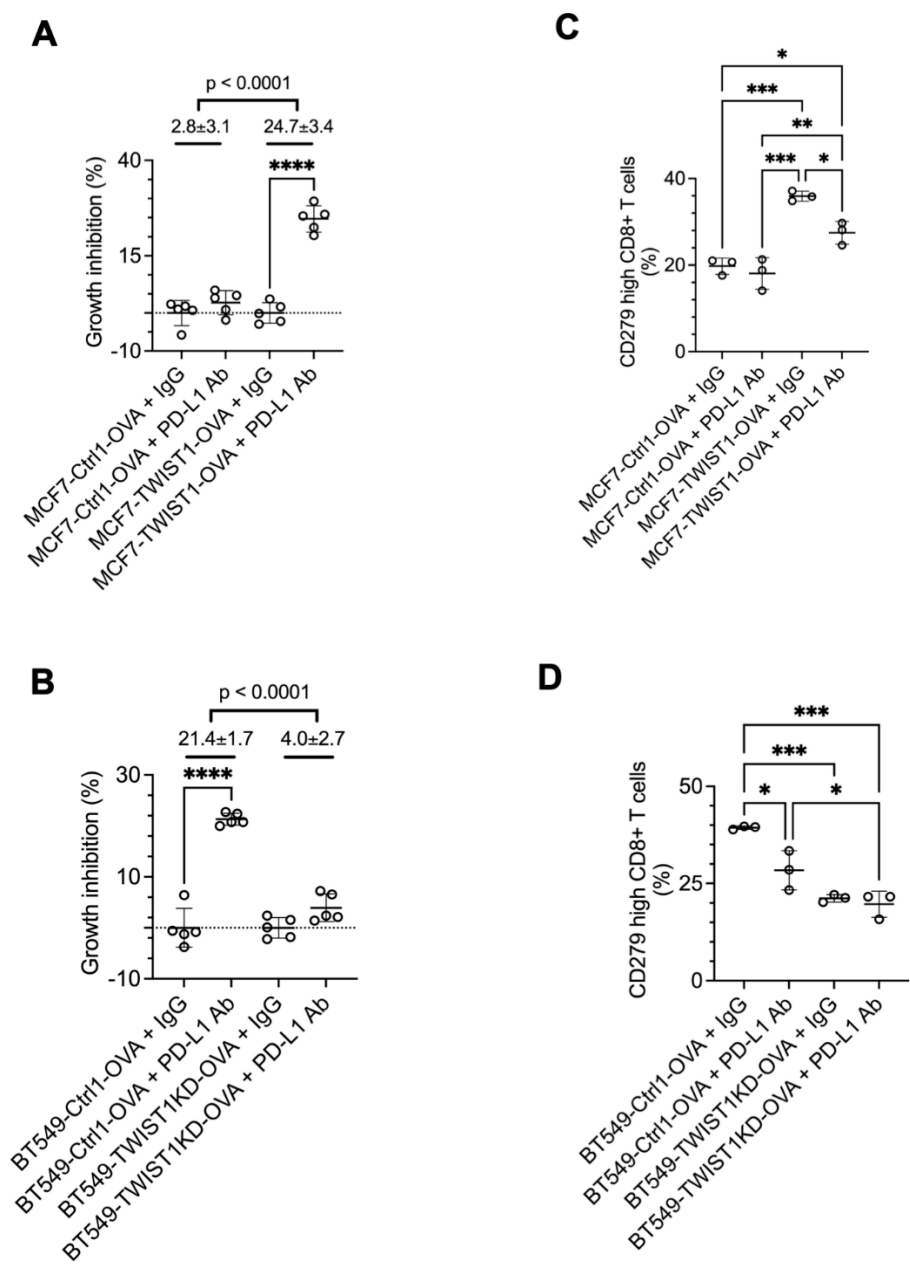 A
p < 0.0001
2.8±3.1
24.7±3.4
****
Growth inhibition (%)
40
15
-10
MCF7-Ctrl1-OVA + IgG
MCF7-Ctrl1-OVA + PD-L1 Ab
MCF7-TWIST1-OVA + IgG
MCF7-TWIST1-OVA + PD-L1 Ab
C
*
***
**
***
*
CD279 high CD8+ T cells
(%)
40
20
0
MCF7-Ctrl1-OVA + IgG
MCF7-Ctrl1-OVA + PD-L1 Ab
MCF7-TWIST1-OVA + IgG
MCF7-TWIST1-OVA + PD-L1 Ab
B
p < 0.0001
21.4±1.7
4.0±2.7
****
Growth inhibition (%)
30
10
-10
BT549-Ctrl1-OVA + IgG
BT549-Ctrl1-OVA + PD-L1 Ab
BT549-TWIST1KD-OVA + IgG
BT549-TWIST1KD-OVA + PD-L1 Ab
D
***
***
*
*
CD279 high CD8+ T cells
(%)
50
25
0
BT549-Ctrl1-OVA + IgG
BT549-Ctrl1-OVA + PD-L1 Ab
BT549-TWIST1KD-OVA + IgG
BT549-TWIST1KD-OVA + PD-L1 Ab